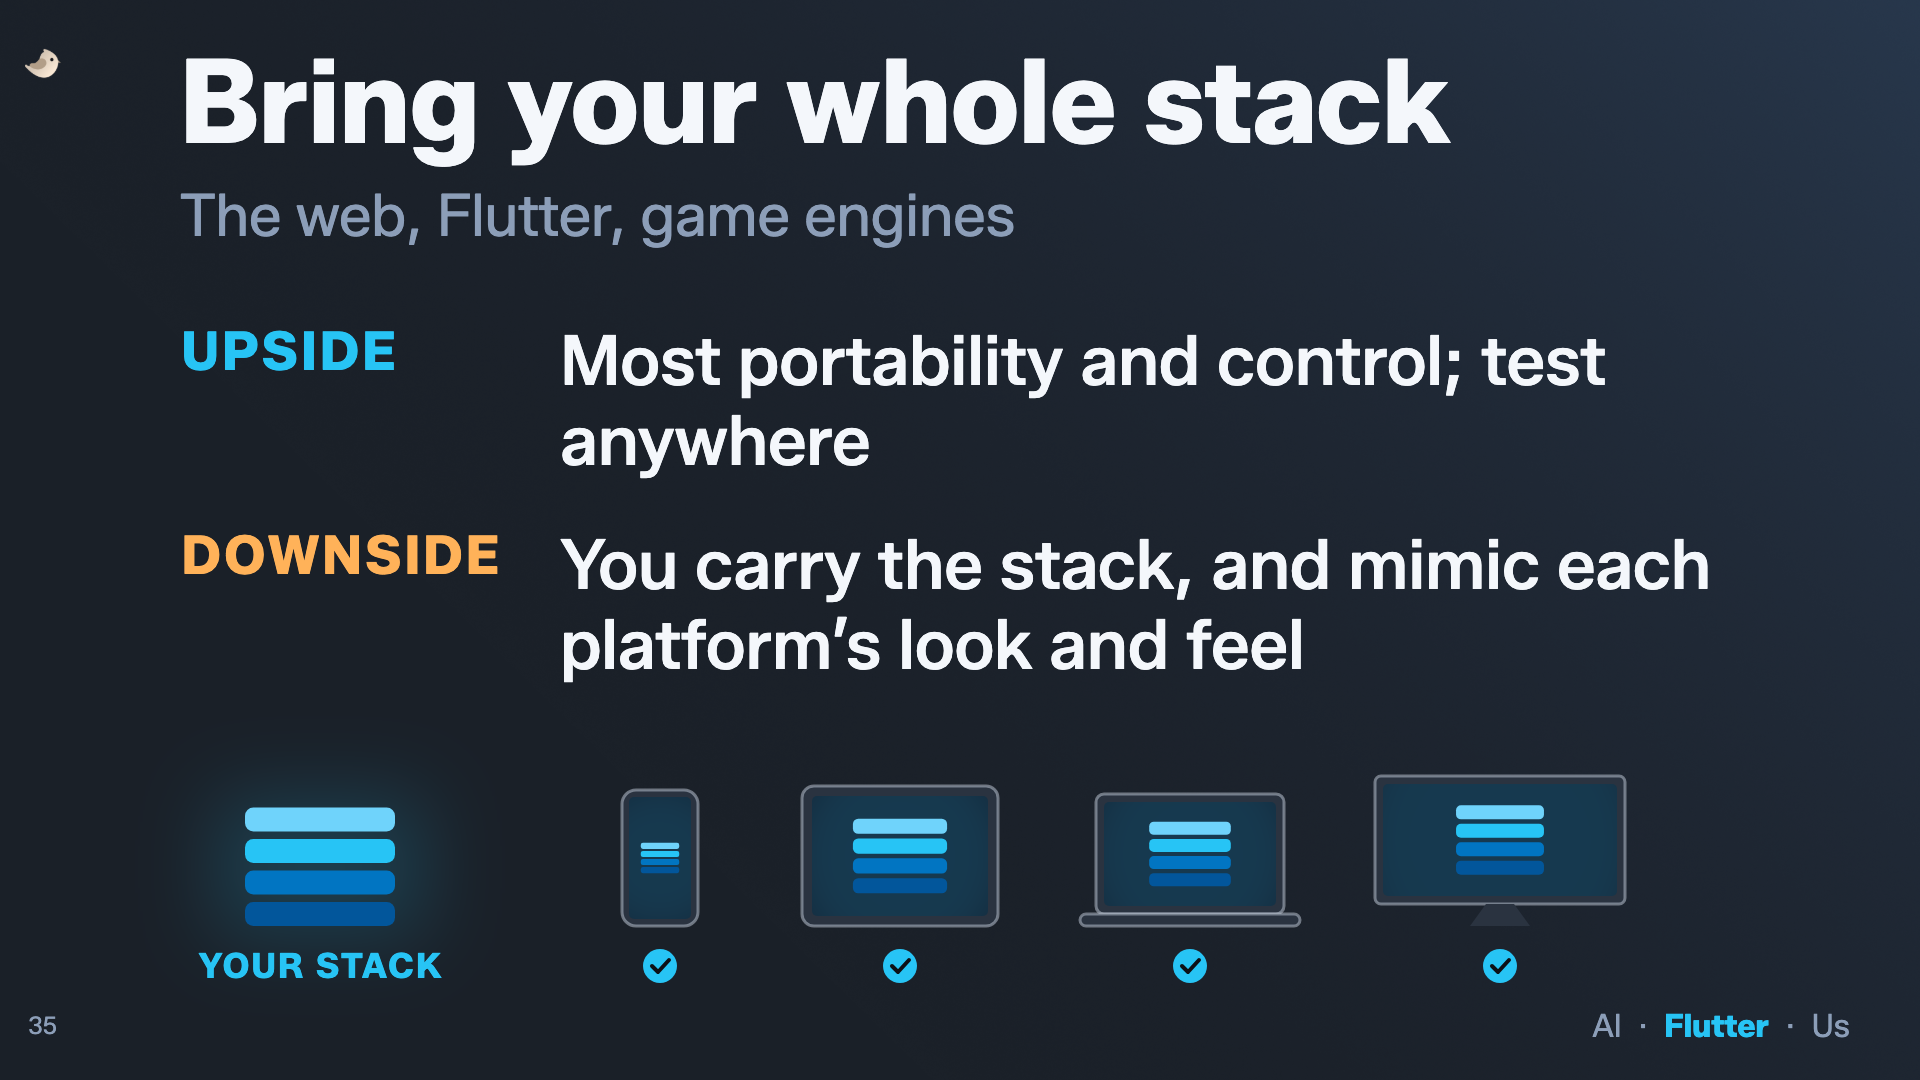 Bring your whole stack
The web, Flutter, game engines
UPSIDE
Most portability and control; test
anywhere
DOWNSIDE
You carry the stack, and mimic each
platform’s look and feel
YOUR STACK
35
AI · Flutter · Us